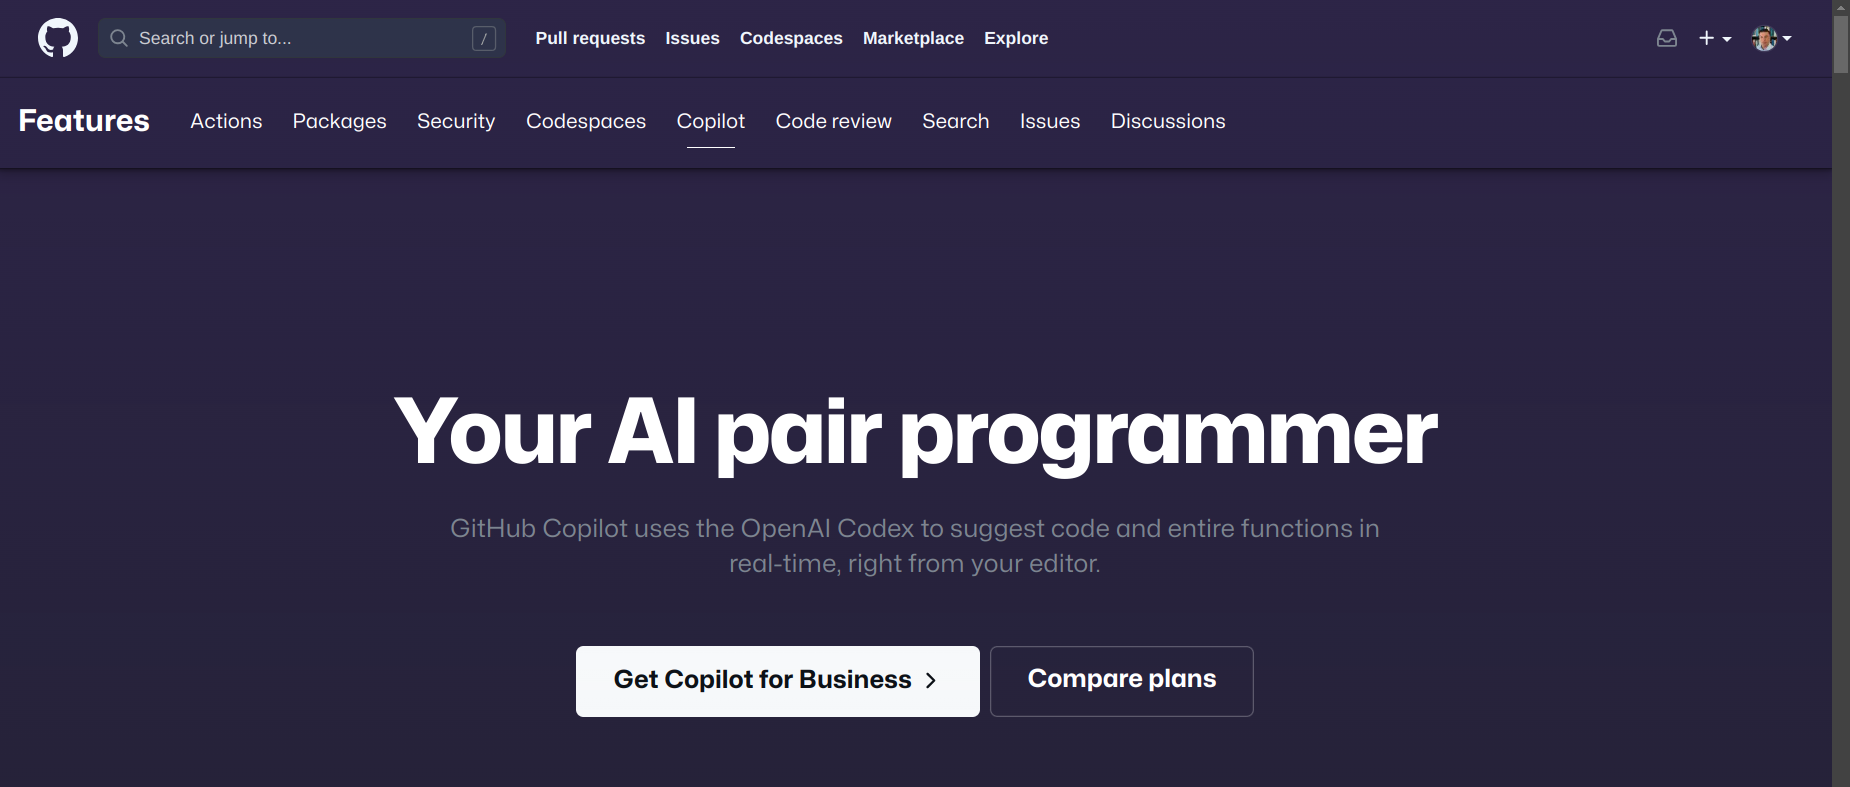 Search or jump to... /
Pull requests Issues Codespaces Marketplace Explore
Features Actions Packages Security Codespaces Copilot Code review Search Issues Discussions
Your AI pair programmer
GitHub Copilot uses the OpenAI Codex to suggest code and entire functions in
real-time, right from your editor.
Get Copilot for Business
Compare plans